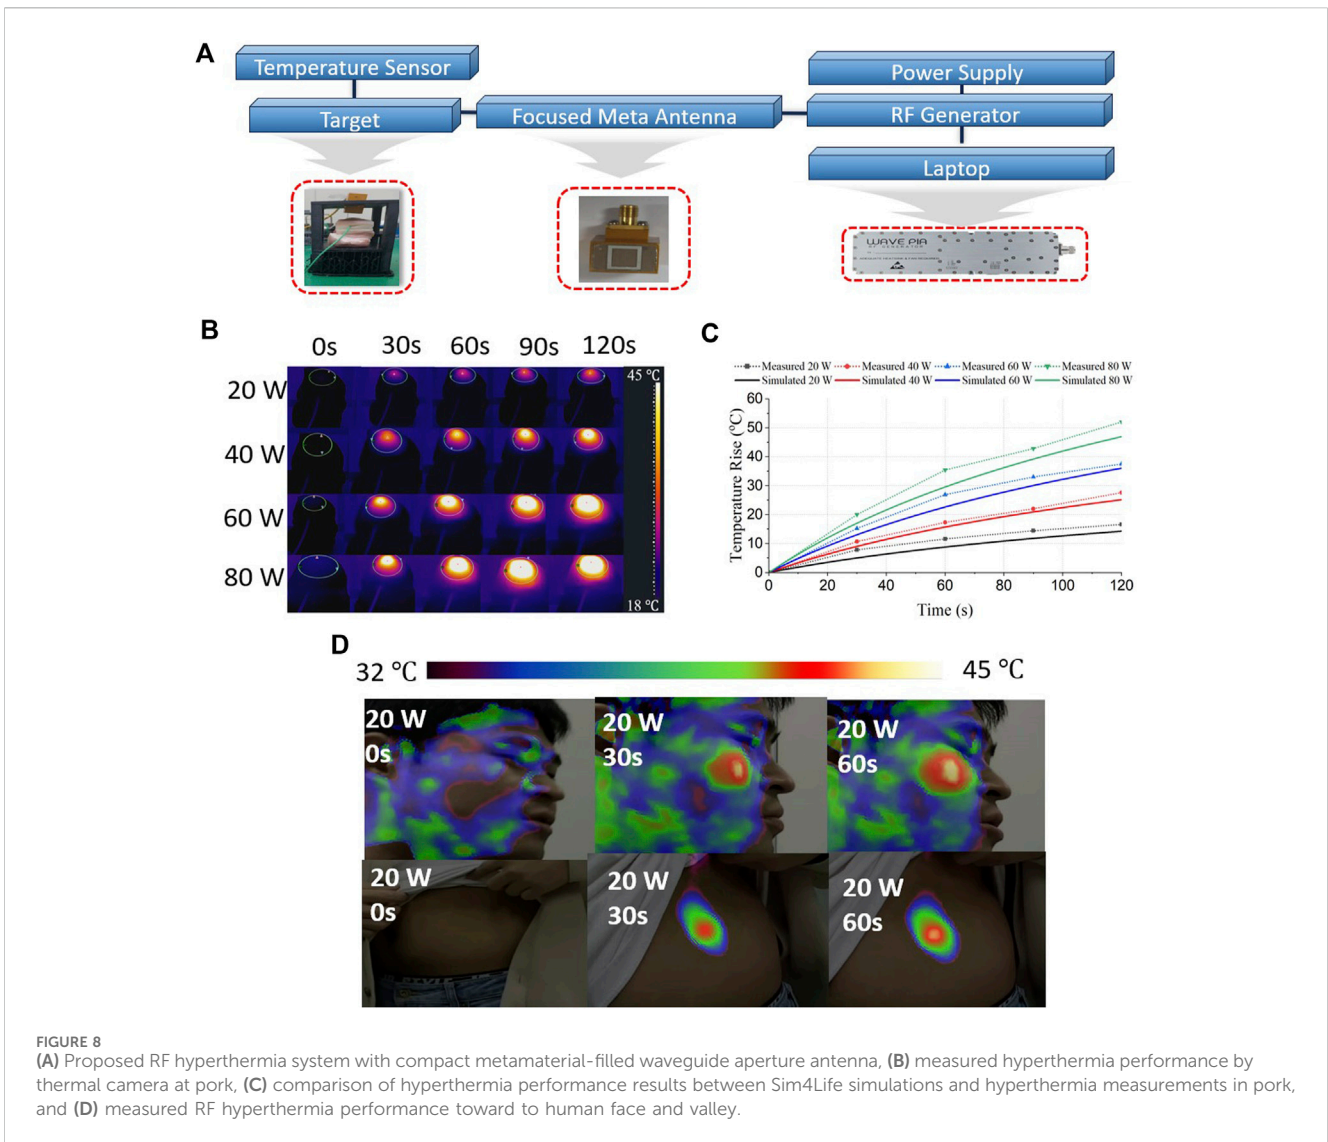 A
Temperature Sensor
Target
Focused Meta Antenna
Power Supply
RF Generator
Laptop
WAVE PIA
RF GENERATOR
B
0s 30s 60s 90s 120s
20 W
40 W
60 W
80 W
45 °C
18 °C
C
Measured 20 W Measured 40 W Measured 60 W Measured 80 W
Simulated 20 W Simulated 40 W Simulated 60 W Simulated 80 W
Temperature Rise (°C)
60
50
40
30
20
10
0
0 20 40 60 80 100 120
Time (s)
D
32 °C 45 °C
20 W
0s
20 W
30s
20 W
60s
20 W
0s
20 W
30s
20 W
60s
FIGURE 8
(A) Proposed RF hyperthermia system with compact metamaterial-filled waveguide aperture antenna, (B) measured hyperthermia performance by
thermal camera at pork, (C) comparison of hyperthermia performance results between Sim4Life simulations and hyperthermia measurements in pork,
and (D) measured RF hyperthermia performance toward to human face and valley.